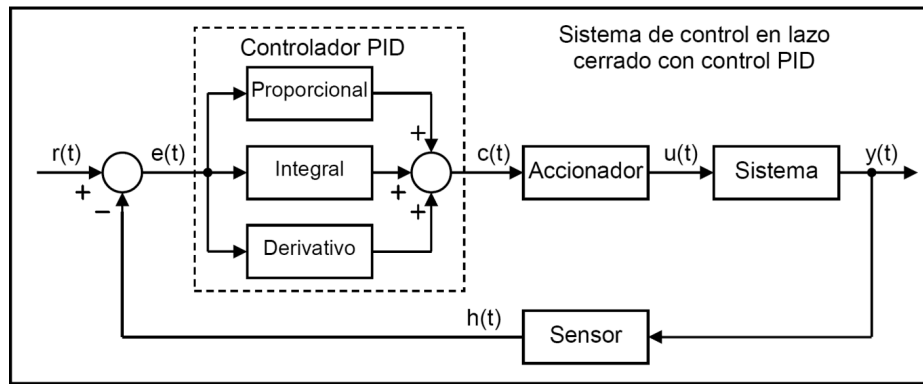 Controlador PID
Sistema de control en lazo
cerrado con control PID
Proporcional
+
r(t)
e(t)
c(t)
u(t)
y(t)
+
Integral
+
Accionador
Sistema
−
+
Derivativo
h(t)
Sensor